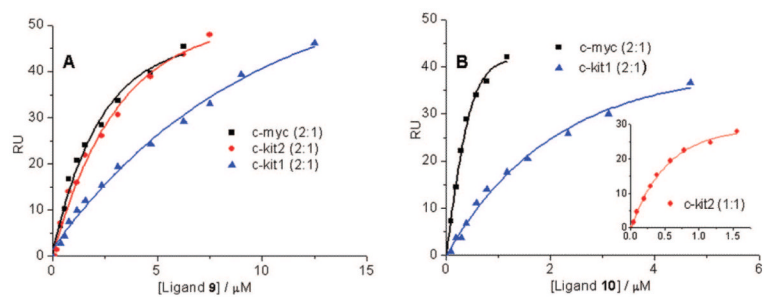 A
RU
50
40
30
20
10
0
c-myc (2:1)
c-kit2 (2:1)
c-kit1 (2:1)
0 5 10 15
[Ligand 9] / μM
B
RU
50
40
30
20
10
0
c-myc (2:1)
c-kit1 (2:1)
30
20
10
0
c-kit2 (1:1)
0.0 0.5 1.0 1.5
0 2 4 6
[Ligand 10] / μM